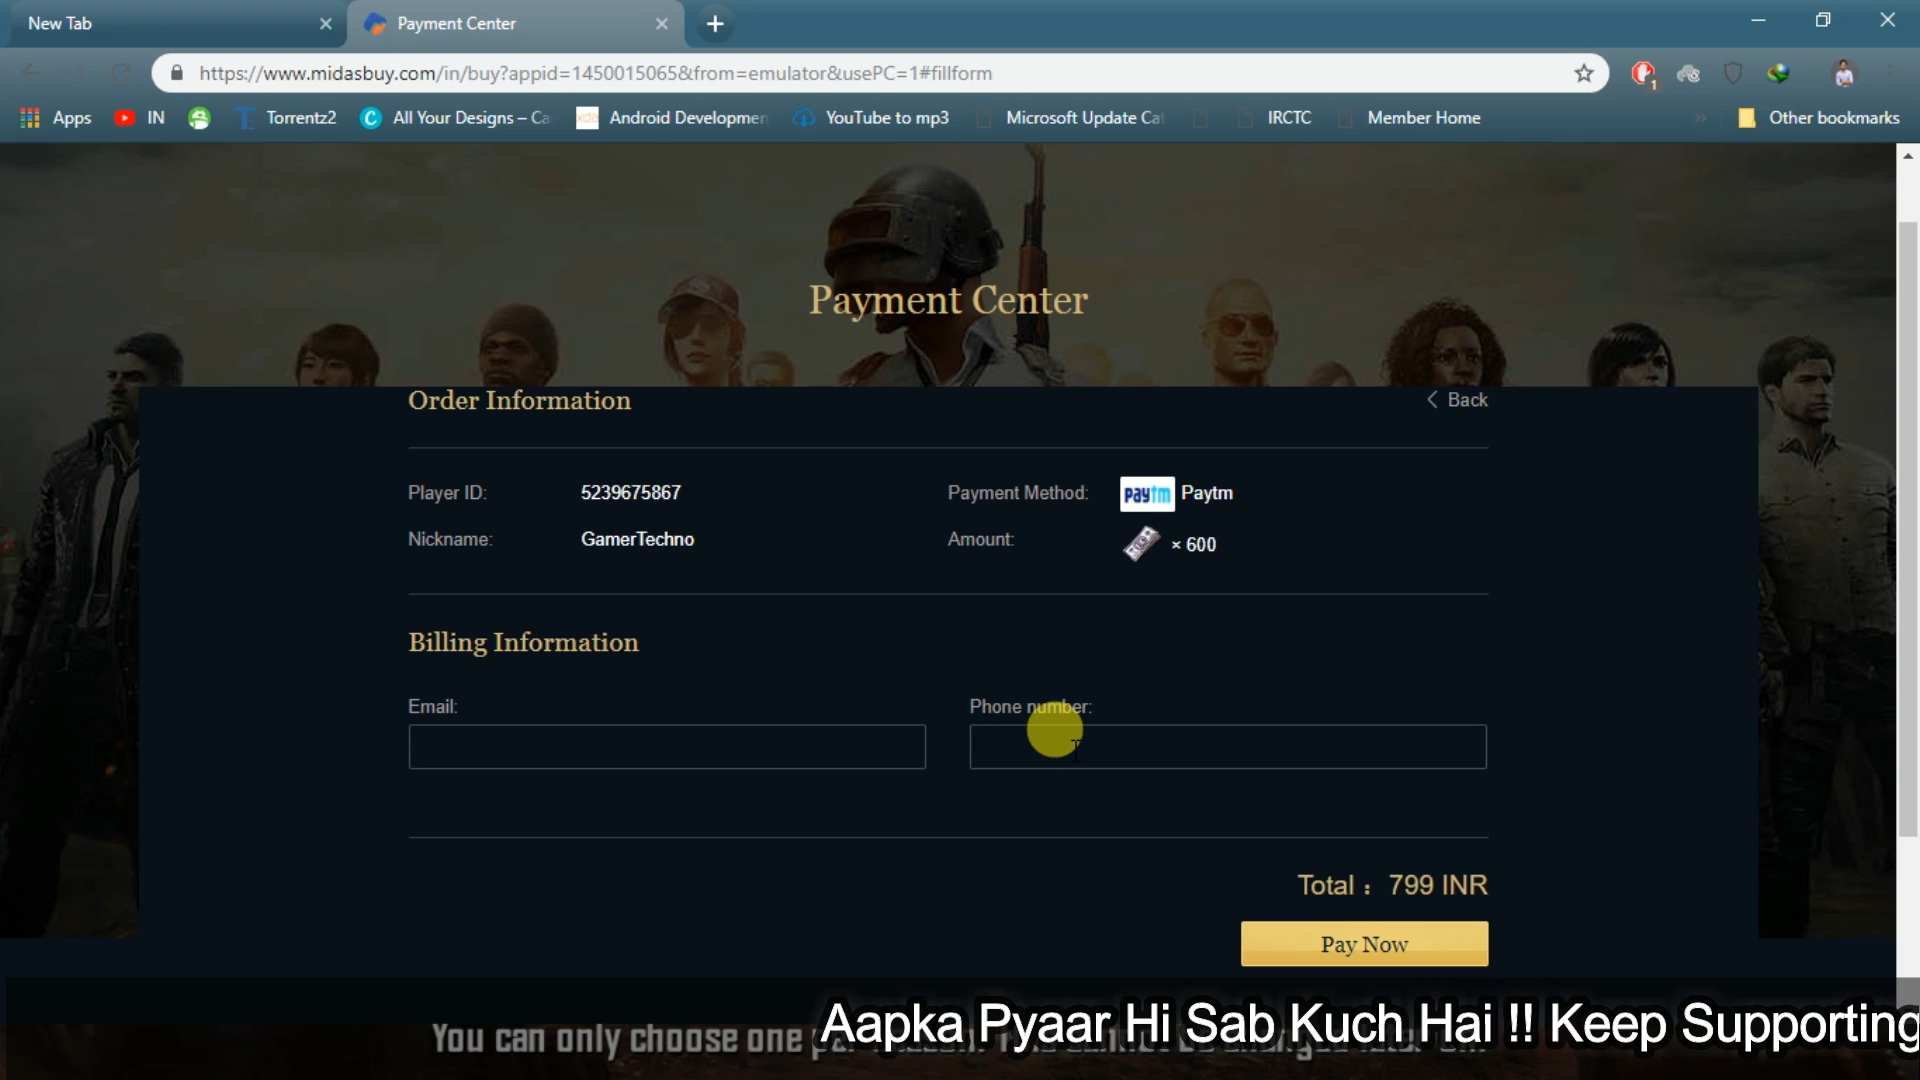 New Tab
Payment Center
https://www.midasbuy.com/in/buy?appid=1450015065&from=emulator&usePC=1#fillform
1
Apps IN Torrentz2 All Your Designs – Ca Android Developmen YouTube to mp3 Microsoft Update Cat IRCTC Member Home » Other bookmarks
Payment Center
Order Information
Back
Player ID: 5239675867
Payment Method: paytm Paytm
Nickname: GamerTechno
Amount: × 600
Billing Information
Email:
Phone number:
Total : 799 INR
Pay Now
Aapka Pyaar Hi Sab Kuch Hai !! Keep Supporting
You can only choose one